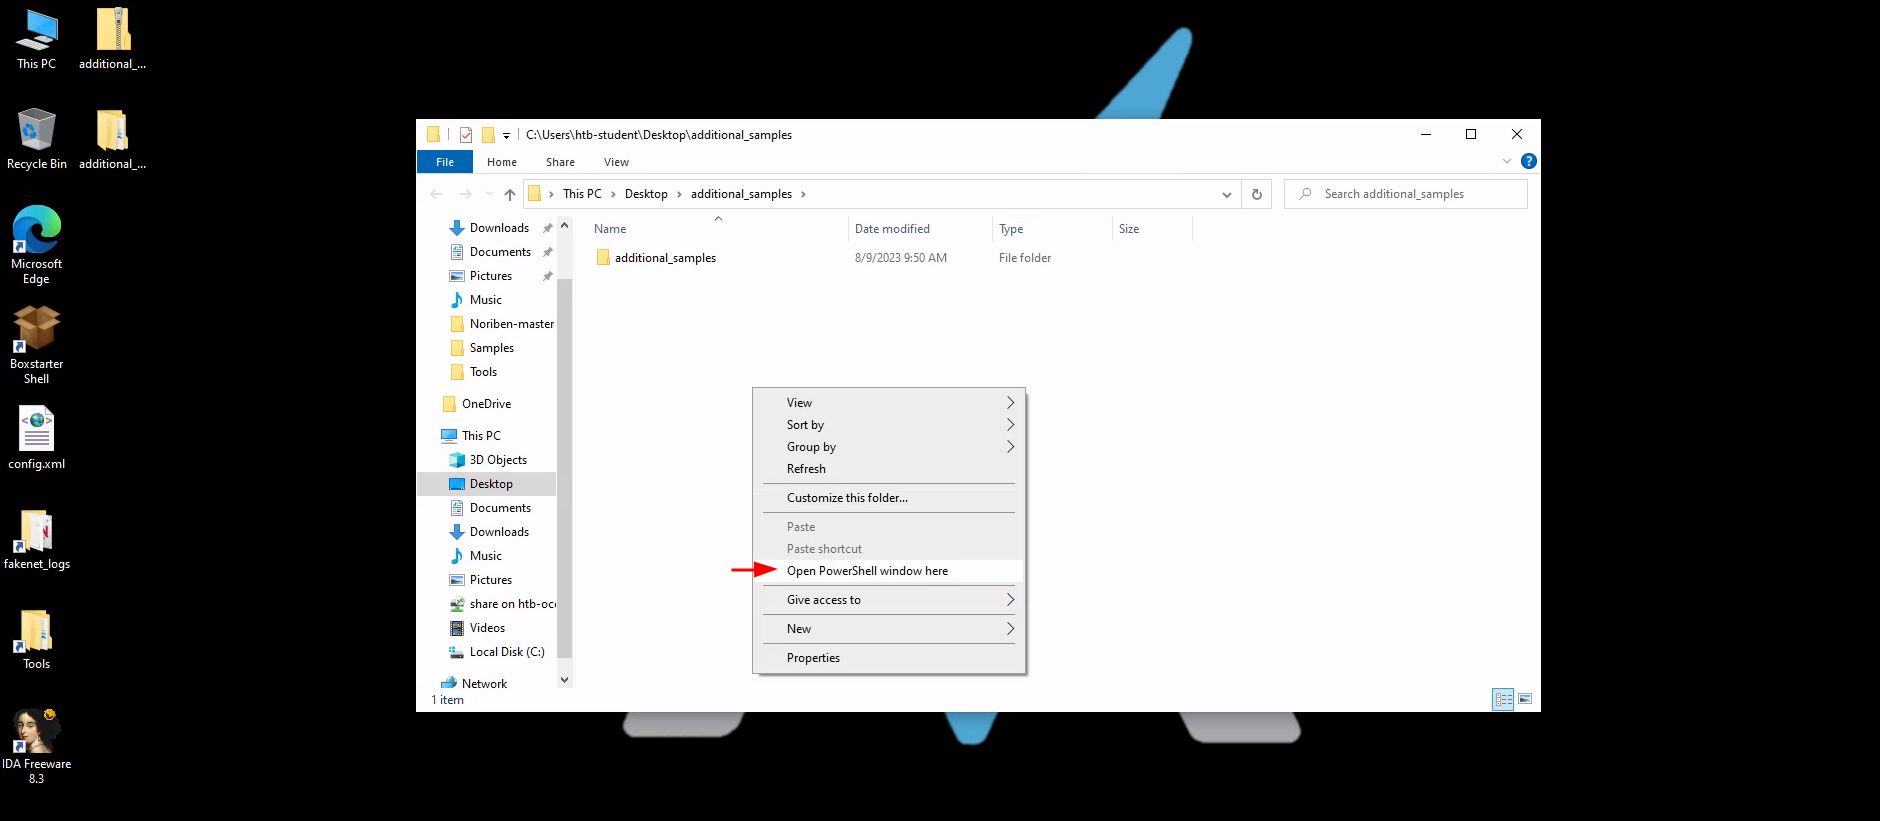 This PC
additional_...
Recycle Bin
additional_...
Microsoft
Edge
Boxstarter
Shell
config.xml
fakenet_logs
Tools
IDA Freeware
8.3
C:\Users\htb-student\Desktop\additional_samples
File
Home
Share
View
?
This PC
Desktop
additional_samples
Search additional_samples
Name
Date modified
Type
Size
additional_samples
8/9/2023 9:50 AM
File folder
Downloads
Documents
Pictures
Music
Noriben-master
Samples
Tools
OneDrive
This PC
3D Objects
Desktop
Documents
Downloads
Music
Pictures
share on htb-occ
Videos
Local Disk (C:)
Network
1 item
View
Sort by
Group by
Refresh
Customize this folder...
Paste
Paste shortcut
Open PowerShell window here
Give access to
New
Properties